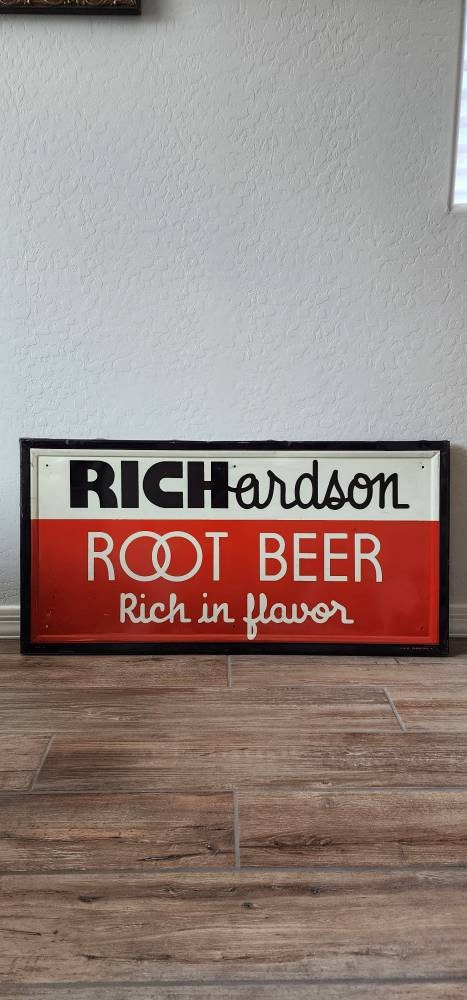 RICHardson
ROOT BEER
Rich in flavor